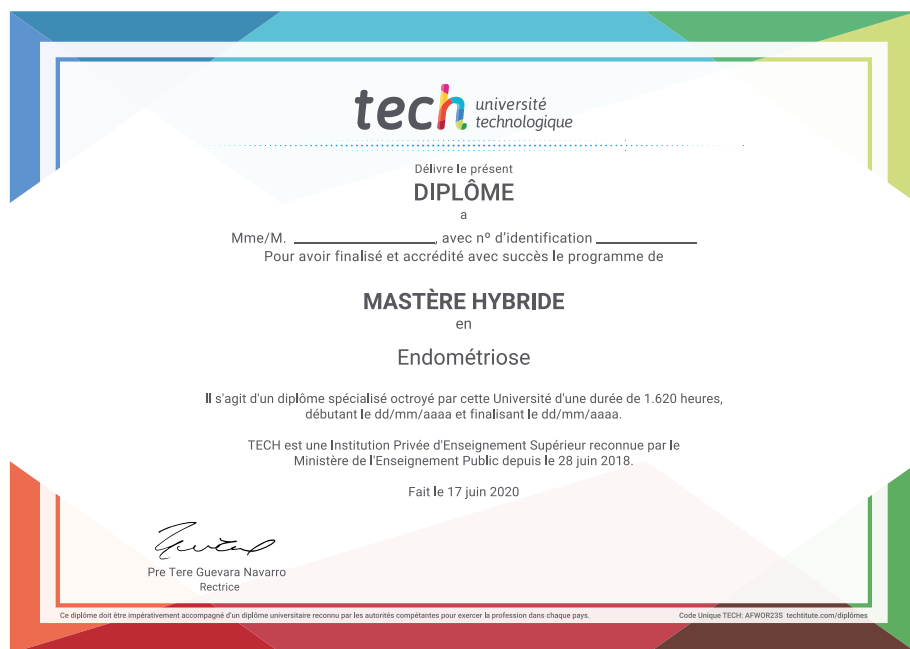 tech université
technologique
Délivre le présent
DIPLÔME
a
Mme/M. ____________________, avec nº d'identification ______________
Pour avoir finalisé et accrédité avec succès le programme de
MASTÈRE HYBRIDE
en
Endométriose
Il s'agit d'un diplôme spécialisé octroyé par cette Université d'une durée de 1.620 heures,
débutant le dd/mm/aaaa et finalisant le dd/mm/aaaa.
TECH est une Institution Privée d'Enseignement Supérieur reconnue par le
Ministère de l'Enseignement Public depuis le 28 juin 2018.
Fait le 17 juin 2020
Pre Tere Guevara Navarro
Rectrice
Ce diplôme doit être impérativement accompagné d'un diplôme universitaire reconnu par les autorités compétantes pour exercer la profession dans chaque pays. Code Unique TECH: AFWOR23S techtitute.com/diplômes